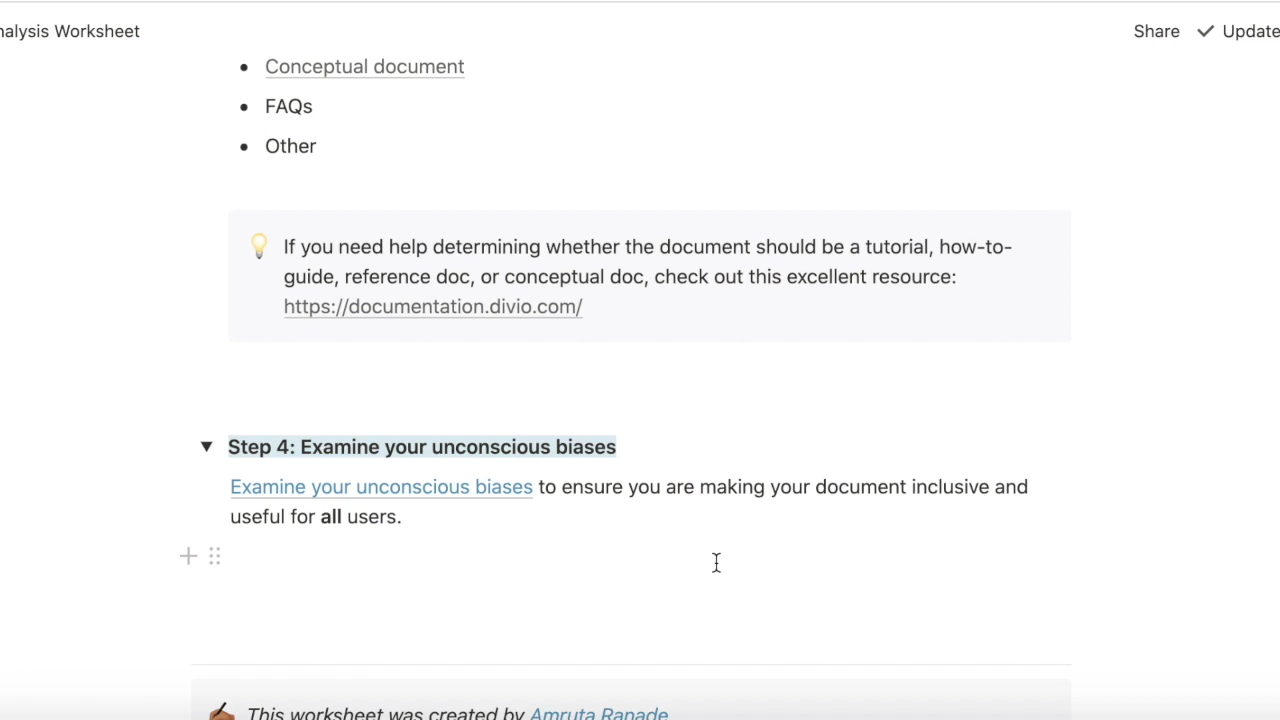 nalysis Worksheet
Share
Update
Conceptual document
FAQs
Other
If you need help determining whether the document should be a tutorial, how-to-
guide, reference doc, or conceptual doc, check out this excellent resource:
https://documentation.divio.com/
Step 4: Examine your unconscious biases
Examine your unconscious biases to ensure you are making your document inclusive and
useful for all users.
This worksheet was created by Amruta Ranade